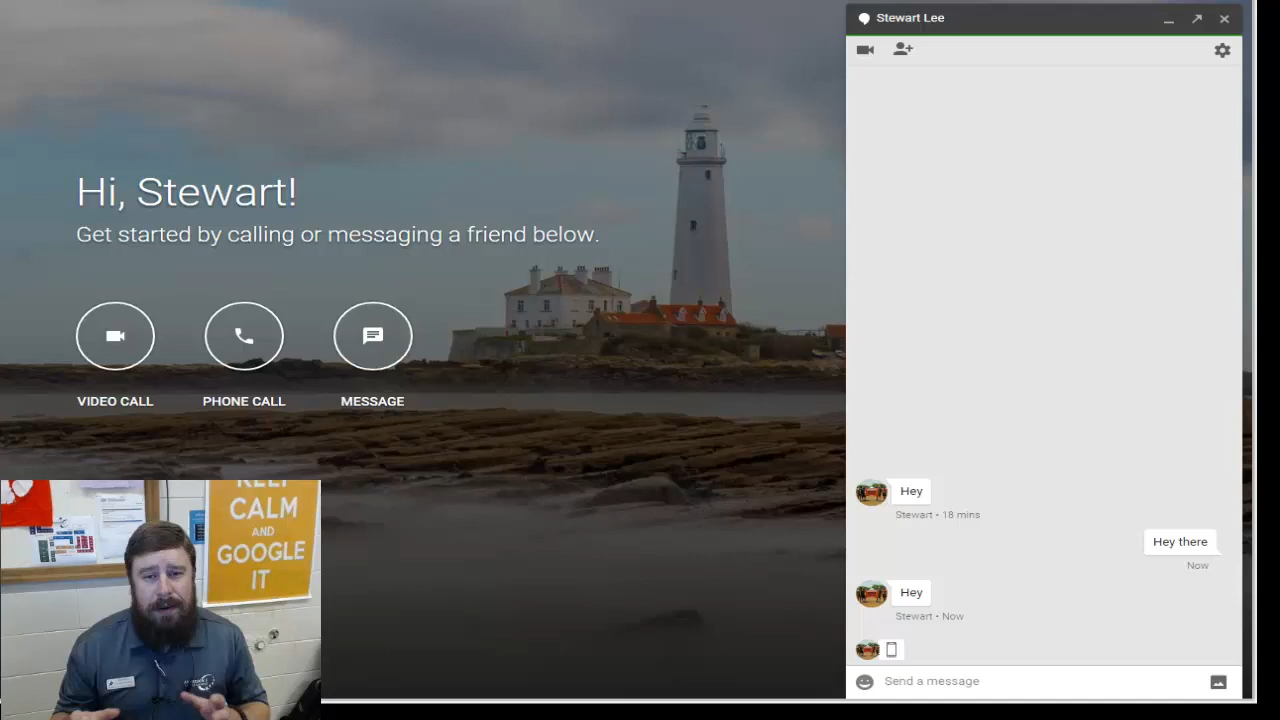 Hi, Stewart!
Get started by calling or messaging a friend below.
VIDEO CALL
PHONE CALL
MESSAGE
Stewart Lee
Hey
Stewart • 18 mins
Hey there
Now
Hey
Stewart • Now
Send a message
KEEP
CALM
AND
GOOGLE
IT